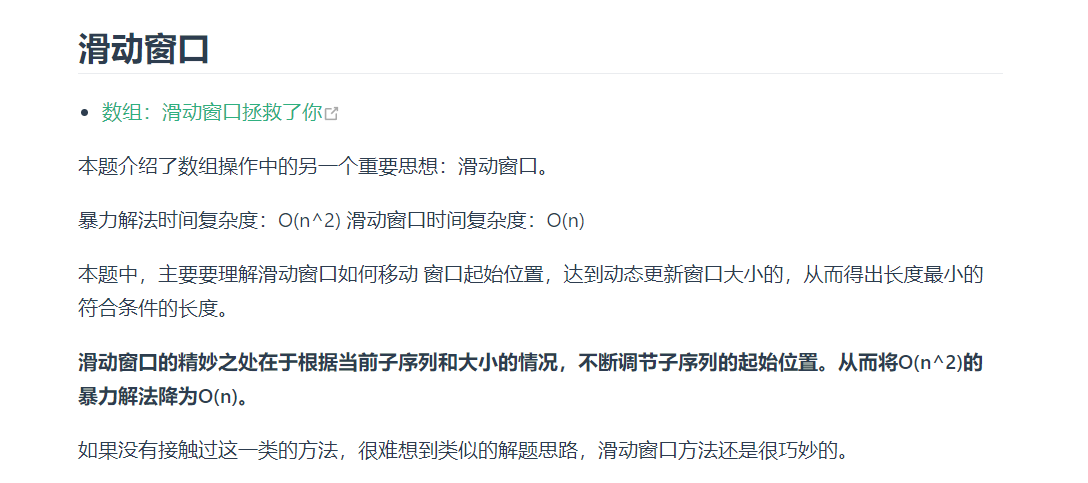 滑动窗口
数组：滑动窗口拯救了你
本题介绍了数组操作中的另一个重要思想：滑动窗口。
暴力解法时间复杂度：O(n^2) 滑动窗口时间复杂度：O(n)
本题中，主要要理解滑动窗口如何移动 窗口起始位置，达到动态更新窗口大小的，从而得出长度最小的
符合条件的长度。
滑动窗口的精妙之处在于根据当前子序列和大小的情况，不断调节子序列的起始位置。从而将O(n^2)的
暴力解法降为O(n)。
如果没有接触过这一类的方法，很难想到类似的解题思路，滑动窗口方法还是很巧妙的。